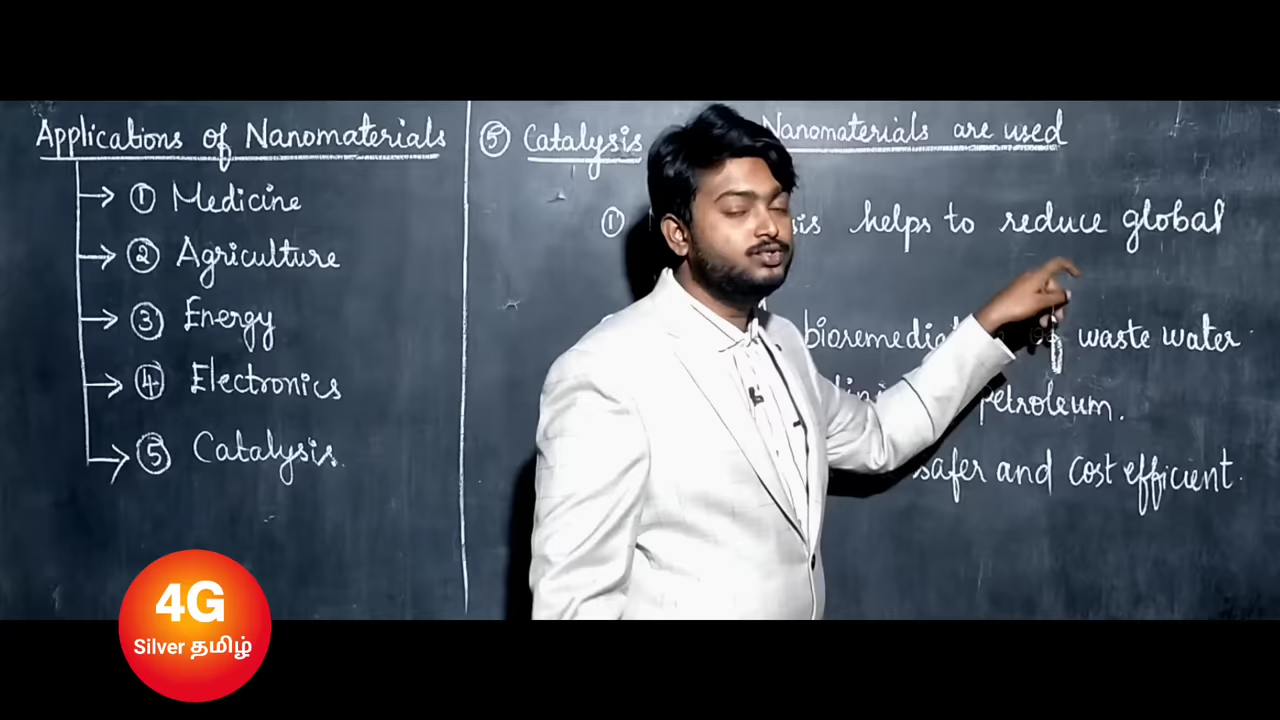 Applications of Nanomaterials
① Medicine
② Agriculture
③ Energy
④ Electronics
⑤ Catalysis.
⑤ Catalysis Nanomaterials are used
① helps to reduce global
waste water.
petroleum.
safer and cost efficient.
4G
Silver தமிழ்